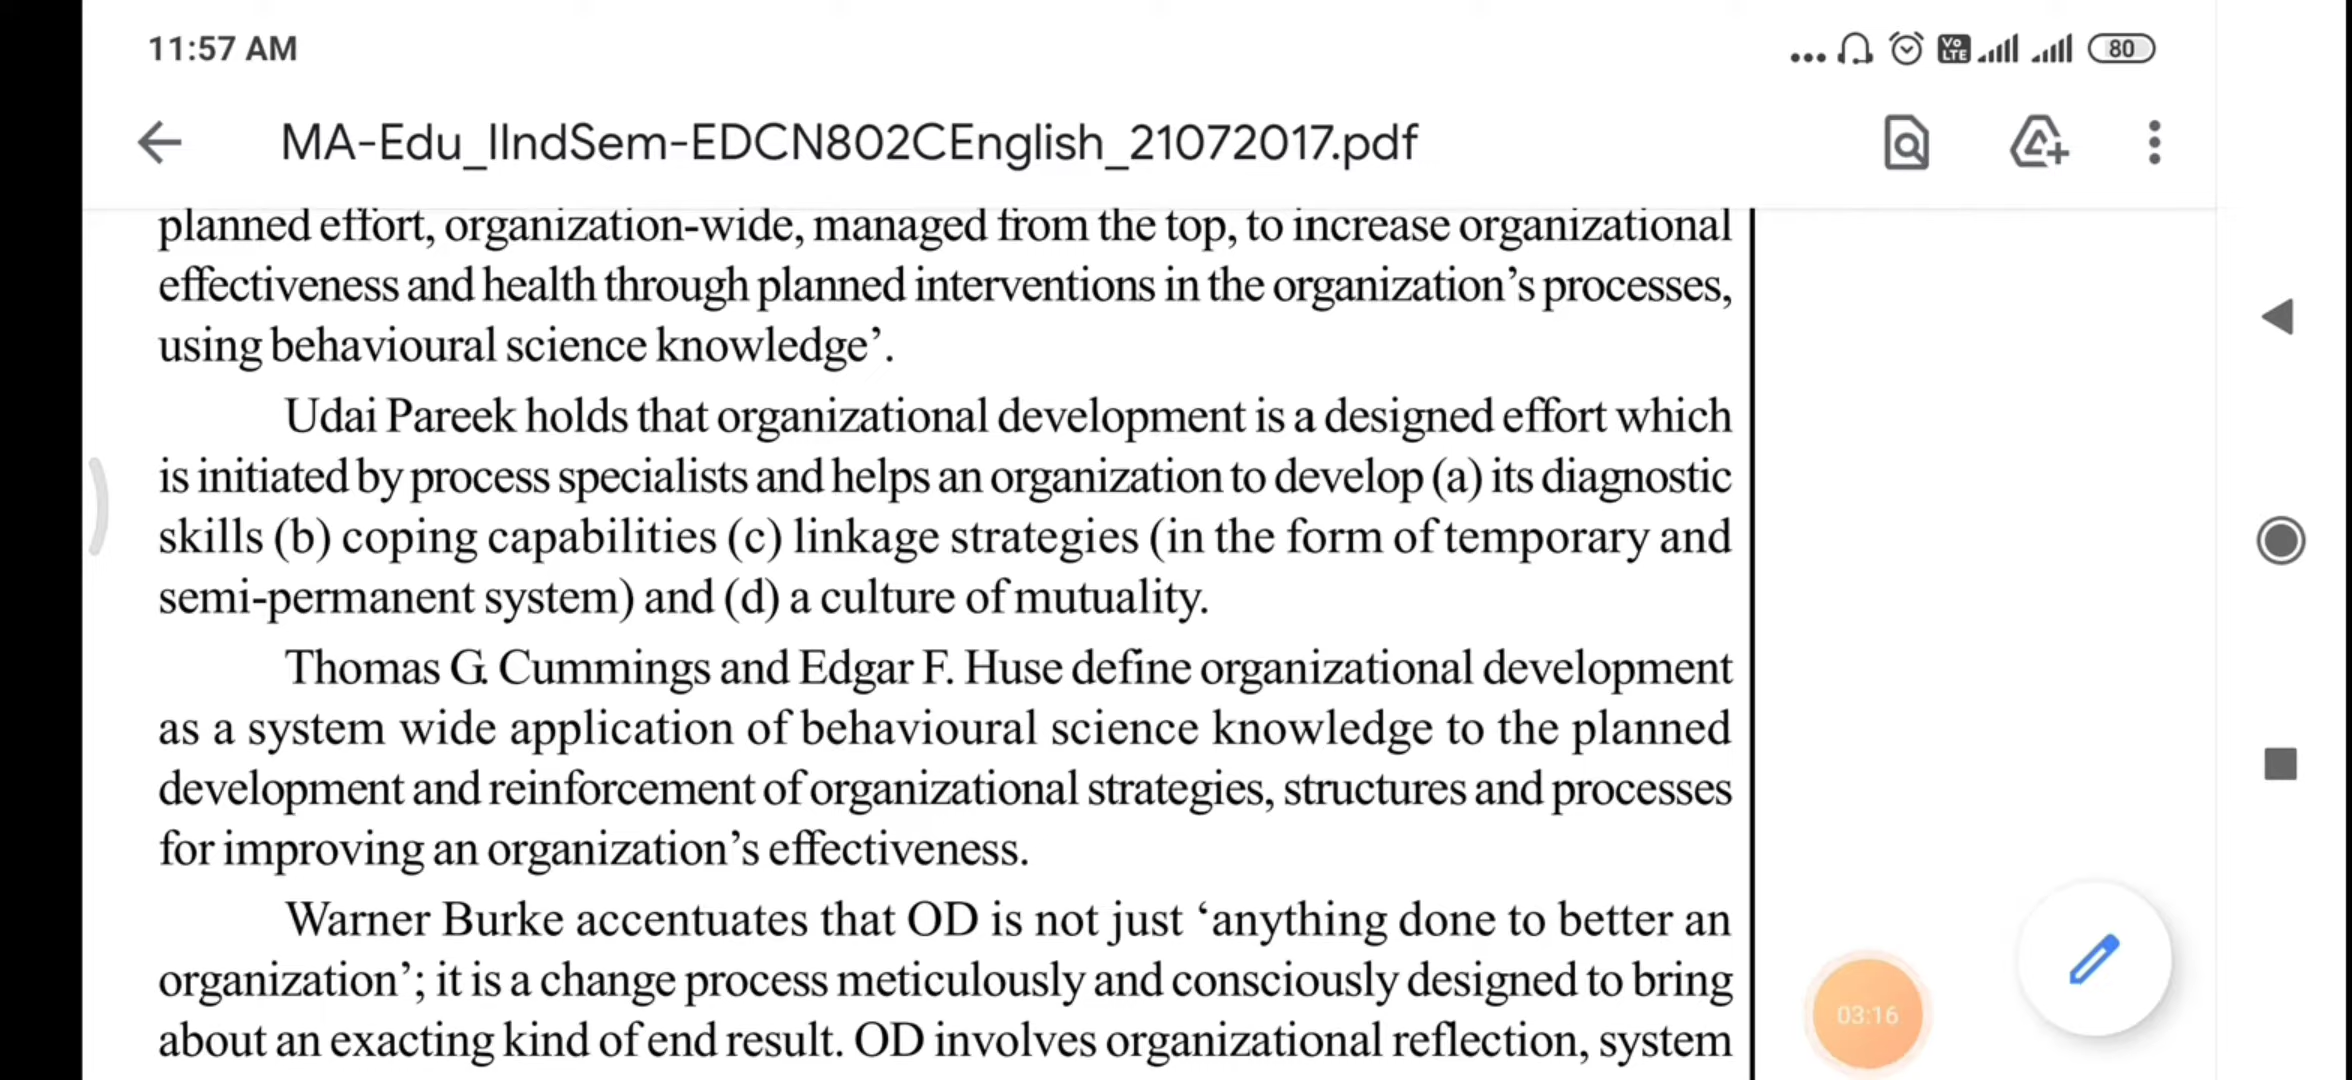 11:57 AM
Vo LTE
80
MA-Edu_IIndSem-EDCN802CEnglish_21072017.pdf
planned effort, organization-wide, managed from the top, to increase organizational
effectiveness and health through planned interventions in the organization’s processes,
using behavioural science knowledge’.
Udai Pareek holds that organizational development is a designed effort which
is initiated by process specialists and helps an organization to develop (a) its diagnostic
skills (b) coping capabilities (c) linkage strategies (in the form of temporary and
semi-permanent system) and (d) a culture of mutuality.
Thomas G. Cummings and Edgar F. Huse define organizational development
as a system wide application of behavioural science knowledge to the planned
development and reinforcement of organizational strategies, structures and processes
for improving an organization’s effectiveness.
Warner Burke accentuates that OD is not just ‘anything done to better an
organization’; it is a change process meticulously and consciously designed to bring
about an exacting kind of end result. OD involves organizational reflection, system
03:16